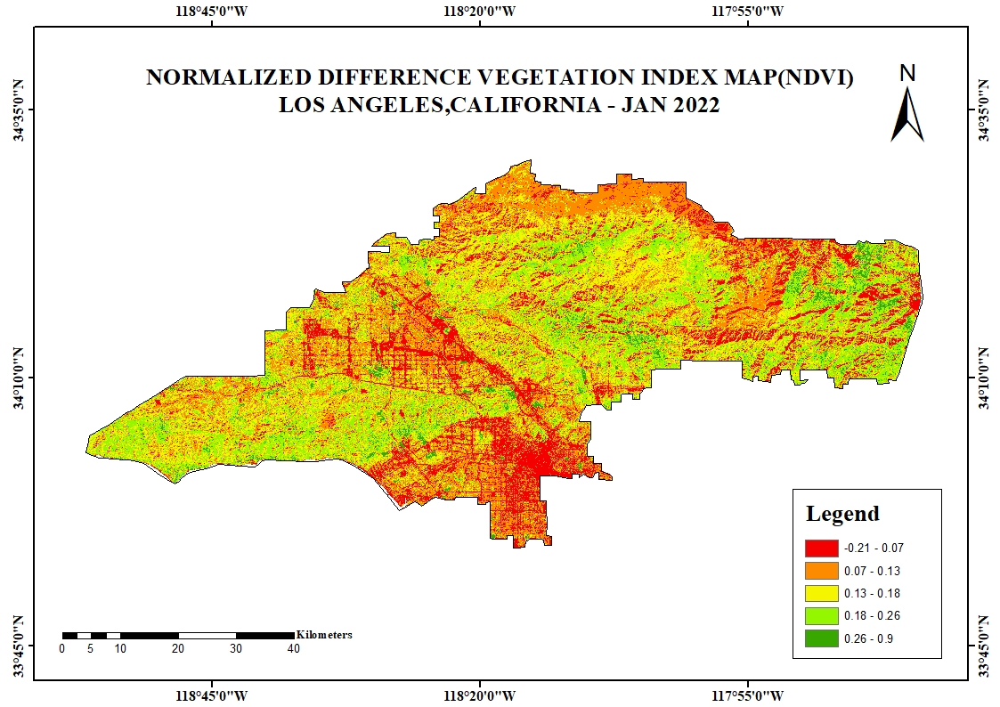 118°45'0"W 118°20'0"W 117°55'0"W
NORMALIZED DIFFERENCE VEGETATION INDEX MAP(NDVI)
LOS ANGELES,CALIFORNIA - JAN 2022
N
34°35'0"N 34°35'0"N
34°10'0"N 34°10'0"N
Legend
-0.21 - 0.07
0.07 - 0.13
0.13 - 0.18
0.18 - 0.26
0.26 - 0.9
33°45'0"N 33°45'0"N
Kilometers
0 5 10 20 30 40
118°45'0"W 118°20'0"W 117°55'0"W